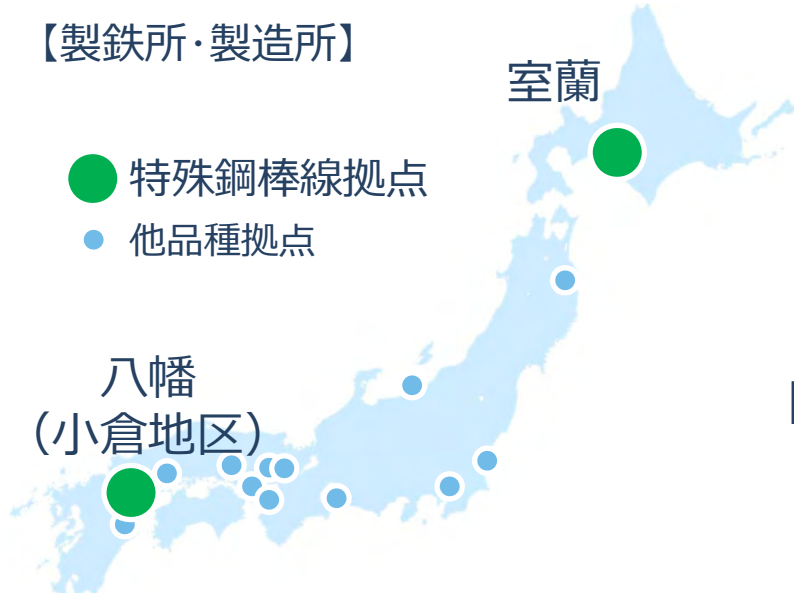 【製鉄所・製造所】
室蘭
特殊鋼棒線拠点
他品種拠点
八幡
（小倉地区）